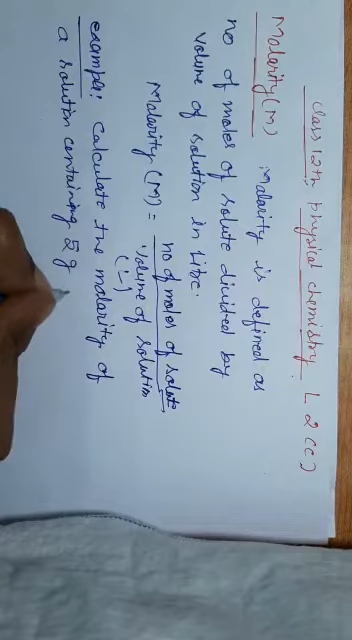 Class 12th Physical chemistry L 2 (c)
Molarity (M) Molarity is defined as
no of moles of solute divided by
volume of solution in litre.
Molarity (M) = no of moles of solute
volume of solution
(L)
example: Calculate the molarity of
a solution containing 5 g